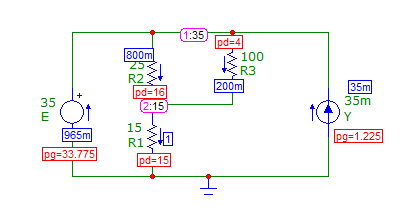 1:35
pd=4
800m
25
R2
100
R3
pd=16
200m
2:15
35
E
+
965m
pg=33.775
15
R1
1
pd=15
35m
35m
Y
pg=1.225